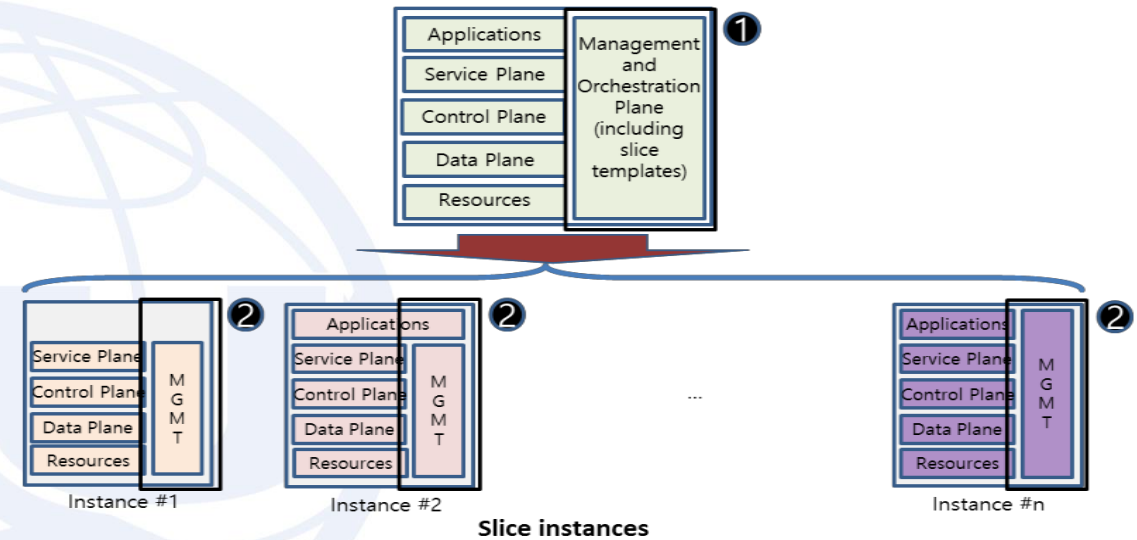 Applications
Service Plane
Control Plane
Data Plane
Resources
Management
and
Orchestration
Plane
(including
slice
templates)
1
Service Plane
Control Plane
Data Plane
Resources
M
G
M
T
2
Instance #1
Applications
Service Plane
Control Plane
Data Plane
Resources
M
G
M
T
2
Instance #2
...
Applications
Service Plane
Control Plane
Data Plane
Resources
M
G
M
T
2
Instance #n
Slice instances